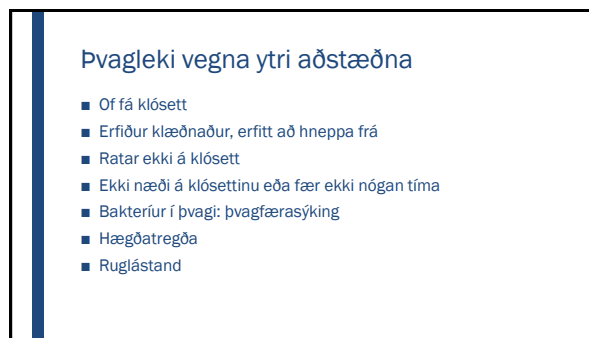 Þvagleki vegna ytri aðstæðna
■ Of fá klósett
■ Erfiður klæðnaður, erfitt að hneppa frá
■ Ratar ekki á klósett
■ Ekki næði á klósettinu eða fær ekki nógan tíma
■ Bakteríur í þvagi: þvagfærasýking
■ Hægðatregða
■ Ruglástand